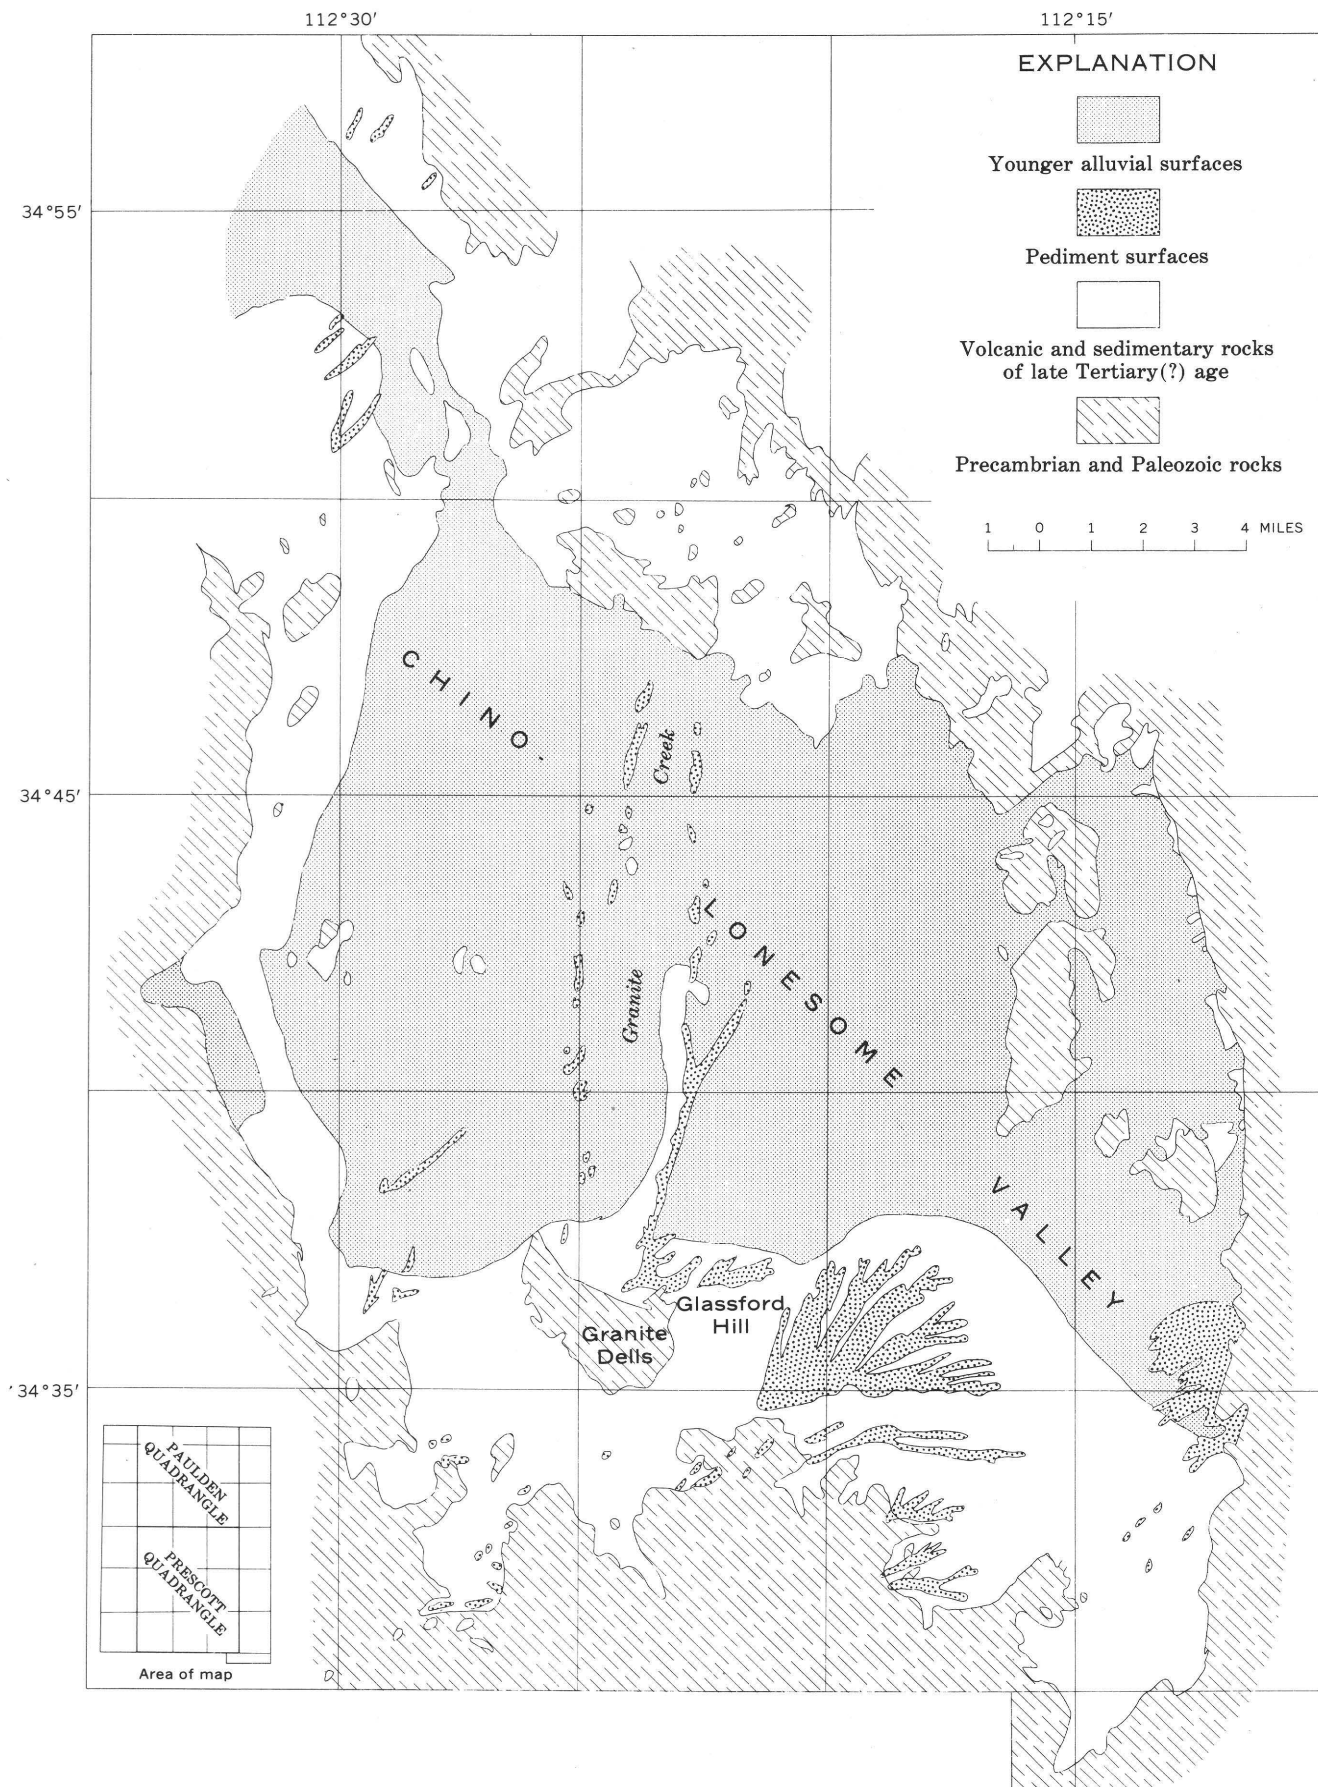 112°30′
112°15′
EXPLANATION
Younger alluvial surfaces
34°55′
Pediment surfaces
Volcanic and sedimentary rocks
of late Tertiary(?) age
Precambrian and Paleozoic rocks
1 0 1 2 3 4 MILES
CHINO
Creek
34°45′
LONESOME
Granite
VALLEY
Glassford
Hill
Granite
Dells
34°35′
PAULDEN
QUADRANGLE
PRESCOTT
QUADRANGLE
Area of map